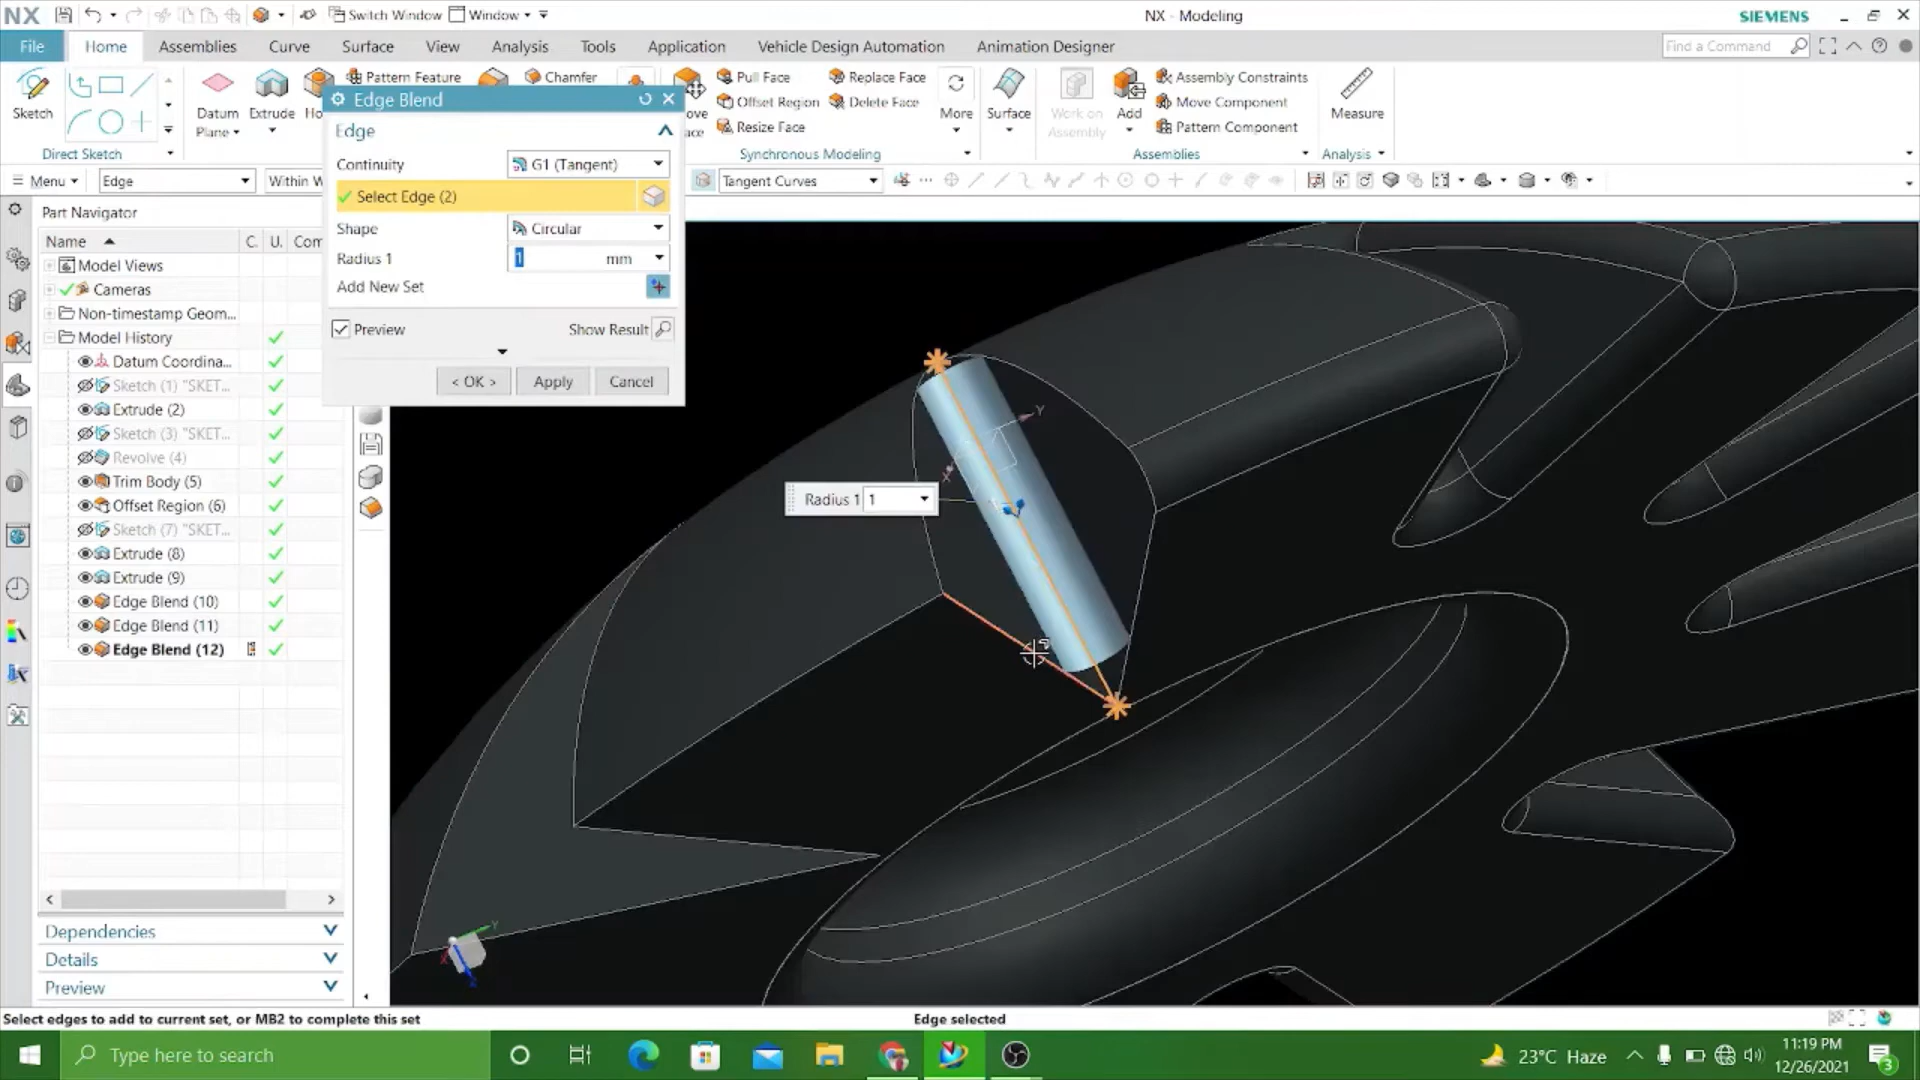 NX Switch Window Window NX - Modeling SIEMENS
File Home Assemblies Curve Surface View Analysis Tools Application Vehicle Design Automation Animation Designer Find a Command
Sketch
Datum
Plane
Extrude
Pattern Feature
Chamfer
Pull Face
Offset Region
Resize Face
Replace Face
Delete Face
More
Surface
Work on
Assembly
Add
Assembly Constraints
Move Component
Pattern Component
Measure
Direct Sketch Synchronous Modeling Assemblies Analysis
Menu Edge Within W Tangent Curves
Edge Blend
Edge
Continuity G1 (Tangent)
Select Edge (2)
Shape Circular
Radius 1 1 mm
Add New Set
Preview Show Result
< OK > Apply Cancel
Part Navigator
Name C. U. Com
Model Views
Cameras
Non-timestamp Geom...
Model History
Datum Coordina...
Sketch (1) "SKET...
Extrude (2)
Sketch (3) "SKET...
Revolve (4)
Trim Body (5)
Offset Region (6)
Sketch (7) "SKET...
Extrude (8)
Extrude (9)
Edge Blend (10)
Edge Blend (11)
Edge Blend (12)
Dependencies
Details
Preview
Radius 1 1
Y
X
Y
X
Select edges to add to current set, or MB2 to complete this set Edge selected
Type here to search
23°C Haze
11:19 PM
12/26/2021
3